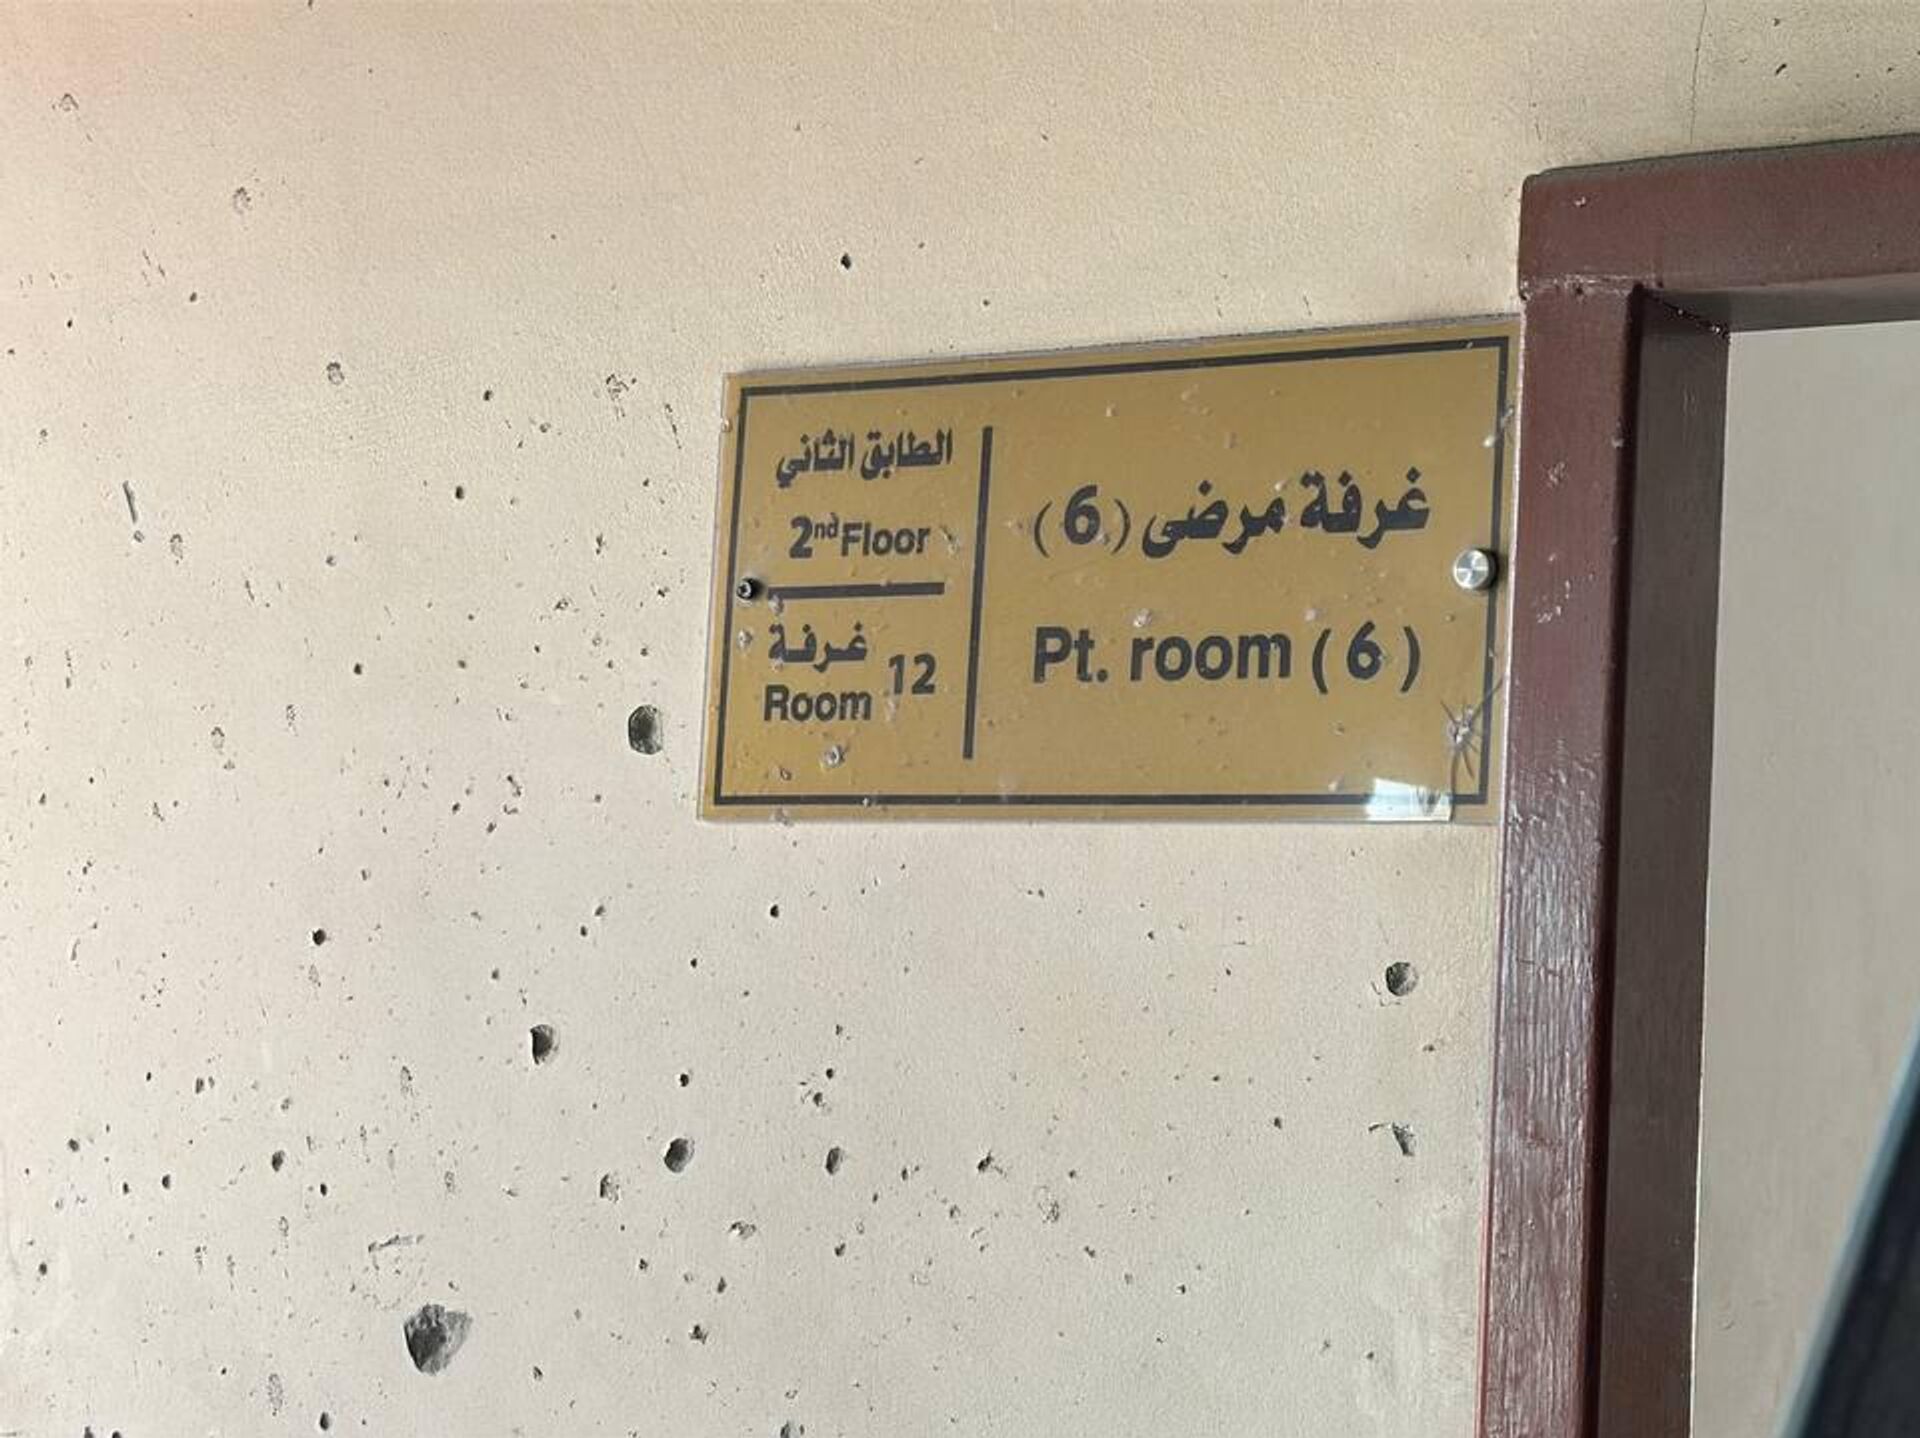 غرفة مرضى (6)
Pt. room (6)
الطابق الثاني
2nd Floor
غرفة
Room 12